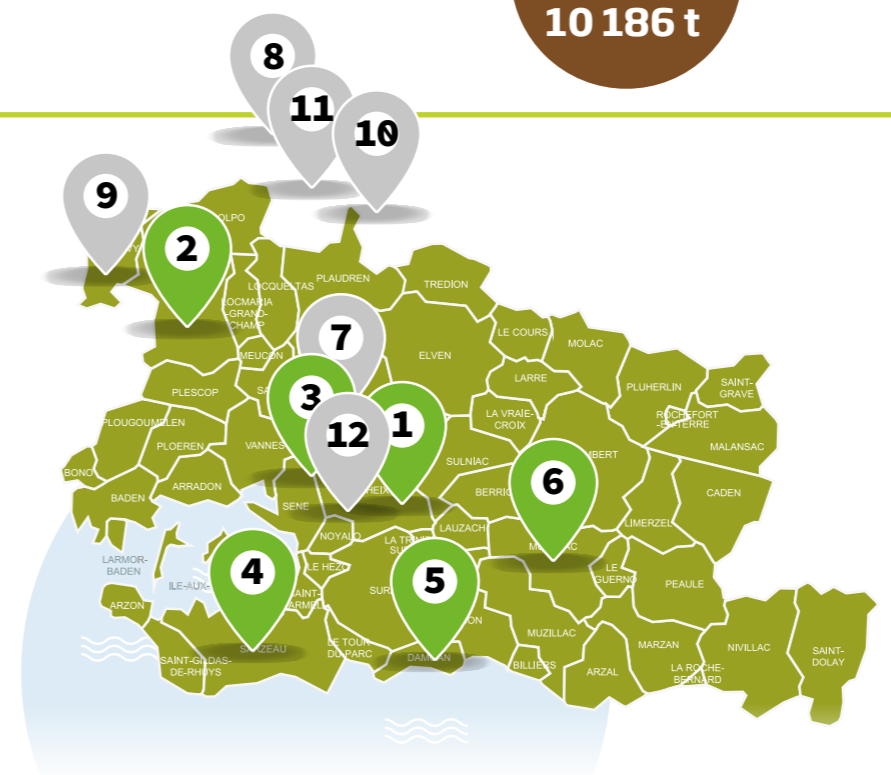 10 186 t
8
11
10
9
2
LOCQUELTAS
PLAUDREN
TREDION
LOCMARIA
-GRAND-
CHAMP
LE COURS
MOLAC
7
MEUCON
ELVEN
LARRE
PLUHERLIN
SAINT-
GRAVE
PLESCOP
3
1
12
LA VRAIE-
CROIX
ROCHEFORT
-EN-TERRE
PLOUGOUMELEN
PLOEREN
VANNES
MALANSAC
SULNIAC
6
BONO
ARRADON
BADEN
CADEN
SENE
LIMERZEL
NOYALO
LAUZACH
LARMOR-
BADEN
ILE-AUX-
4
LE HEZO
5
LE
GUERNO
PEAULE
ARZON
MUZILLAC
LE TOUR-
DU-PARC
MARZAN
NIVILLAC
SAINT-
DOLAY
SARZEAU
DAMGAN
SAINT-GILDAS-
DE-RHUYS
BILLIERS
ARZAL
LA ROCHE-
BERNARD